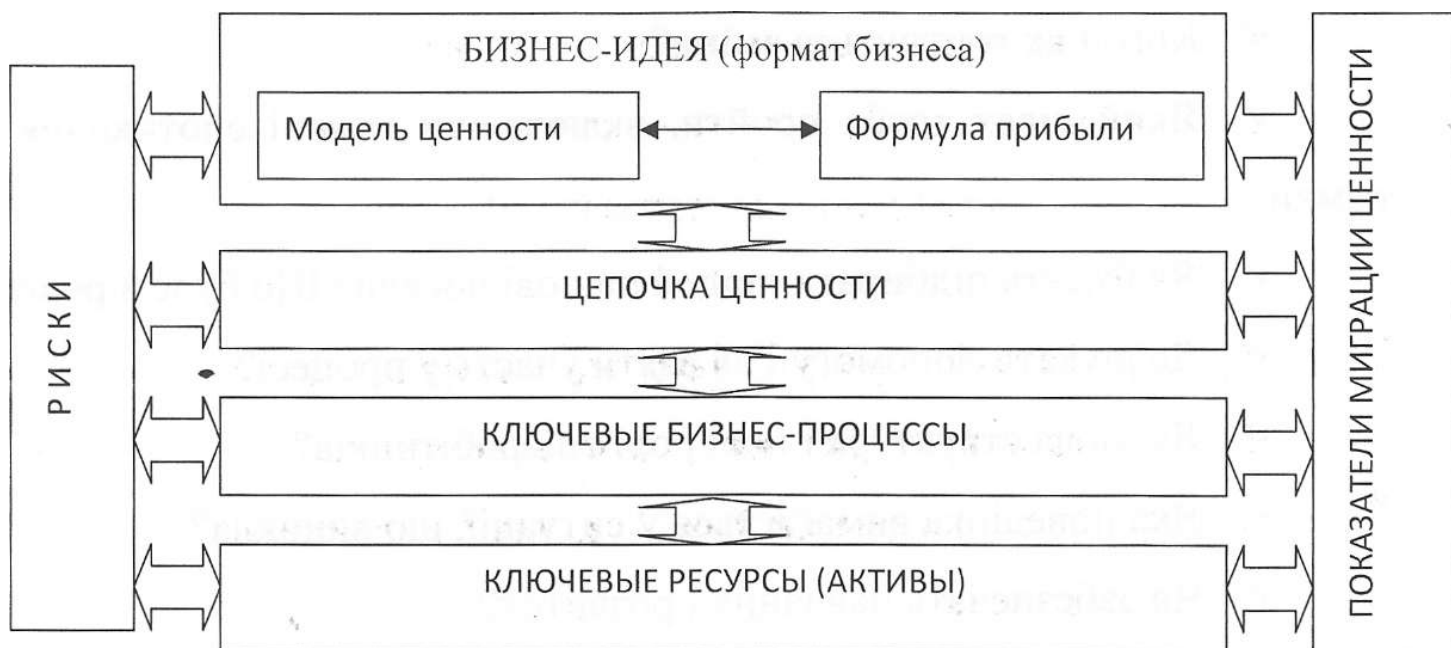 БИЗНЕС-ИДЕЯ (формат бизнеса)
Модель ценности
Формула прибыли
ЦЕПОЧКА ЦЕННОСТИ
КЛЮЧЕВЫЕ БИЗНЕС-ПРОЦЕССЫ
КЛЮЧЕВЫЕ РЕСУРСЫ (АКТИВЫ)
Р И С К И
ПОКАЗАТЕЛИ МИГРАЦИИ ЦЕННОСТИ